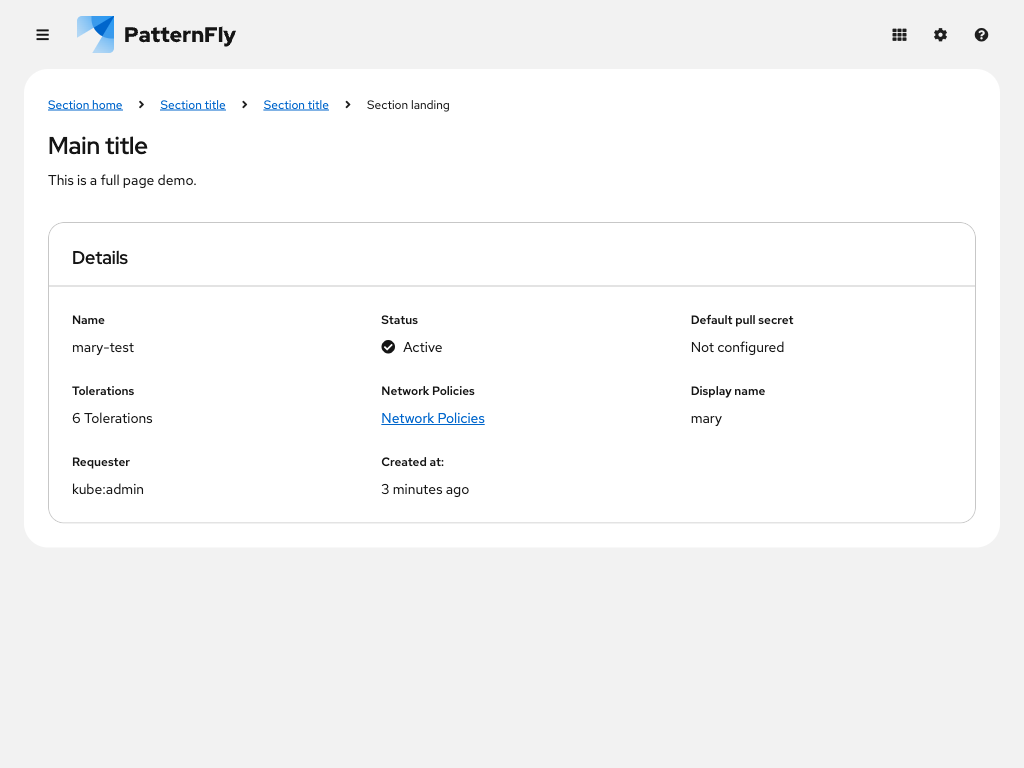 PatternFly
Section home Section title Section title Section landing
Main title
This is a full page demo.
Details
Name Status Default pull secret
mary-test Active Not configured
Tolerations Network Policies Display name
6 Tolerations Network Policies mary
Requester Created at:
kube:admin 3 minutes ago